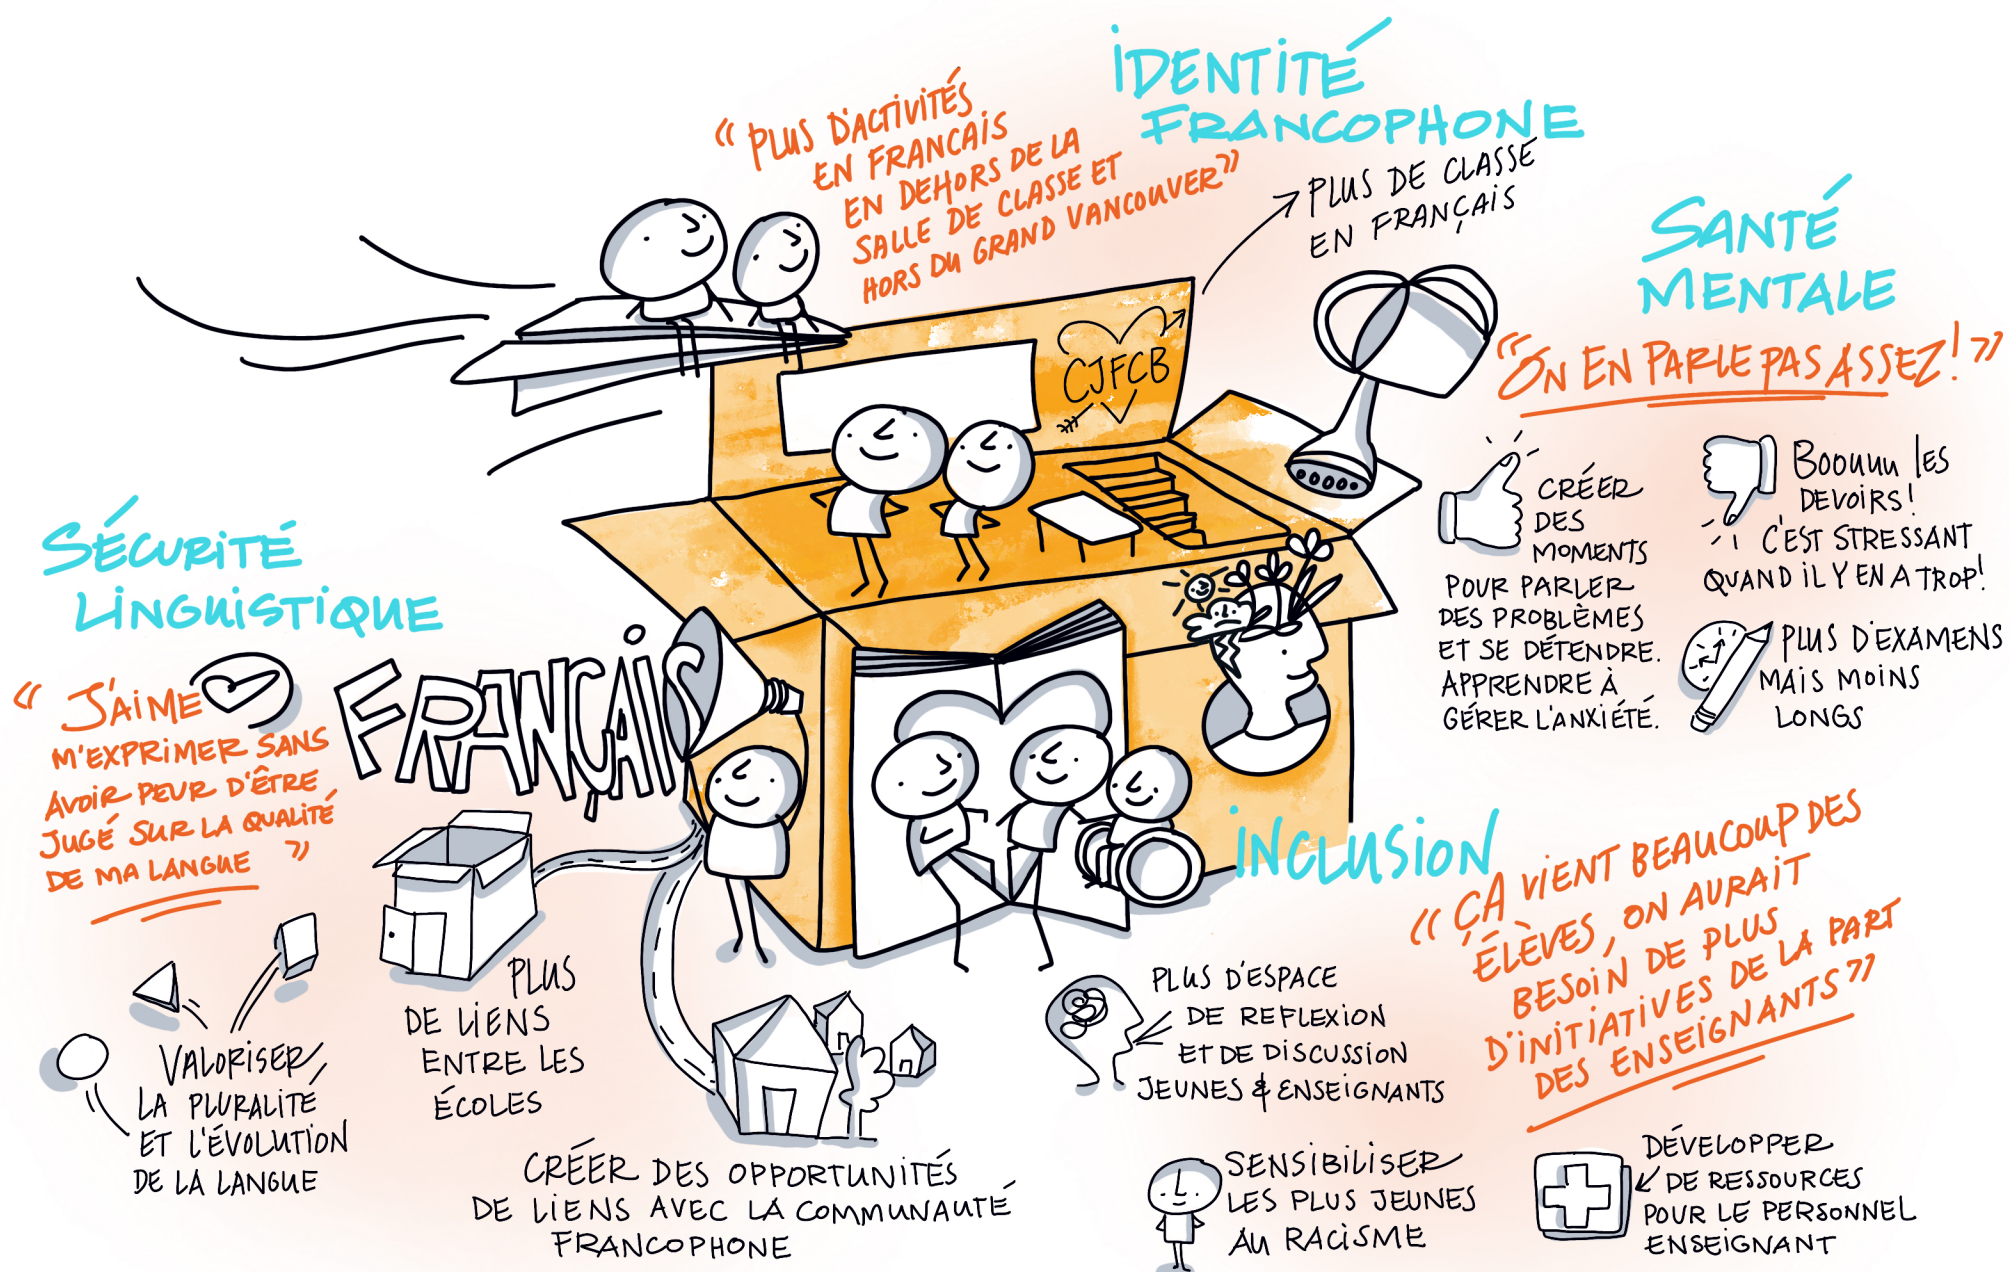 IDENTITÉ
FRANCOPHONE
« PLUS D'ACTIVITÉS
EN FRANCAIS
EN DEHORS DE LA
SALLE DE CLASSE ET
HORS DU GRAND VANCOUVER »
PLUS DE CLASSE
EN FRANÇAIS
CJFCB
SANTÉ
MENTALE
“ON EN PARLE PAS ASSEZ! ”
CRÉER
DES
MOMENTS
POUR PARLER
DES PROBLÈMES
ET SE DÉTENDRE.
APPRENDRE À
GÉRER L'ANXIÉTÉ.
BOOUUU LES
DEVOIRS!
C'EST STRESSANT
QUAND IL Y EN A TROP!
PLUS D'EXAMENS
MAIS MOINS
LONGS
SÉCURITÉ
LINGUISTIQUE
« J'AIME
M'EXPRIMER SANS
AVOIR PEUR D'ÊTRE
JUGÉ SUR LA QUALITÉ
DE MA LANGUE »
FRANÇAIS
VALORISER
LA PLURALITÉ
ET L'ÉVOLUTION
DE LA LANGUE
PLUS
DE LIENS
ENTRE LES
ÉCOLES
CRÉER DES OPPORTUNITÉS
DE LIENS AVEC LA COMMUNAUTÉ
FRANCOPHONE
INCLUSION
« ÇA VIENT BEAUCOUP DES
ÉLÈVES, ON AURAIT
BESOIN DE PLUS
D'INITIATIVES DE LA PART
DES ENSEIGNANTS »
PLUS D'ESPACE
DE REFLEXION
ET DE DISCUSSION
JEUNES & ENSEIGNANTS
SENSIBILISER
LES PLUS JEUNES
AU RACISME
DÉVELOPPER
DE RESSOURCES
POUR LE PERSONNEL
ENSEIGNANT